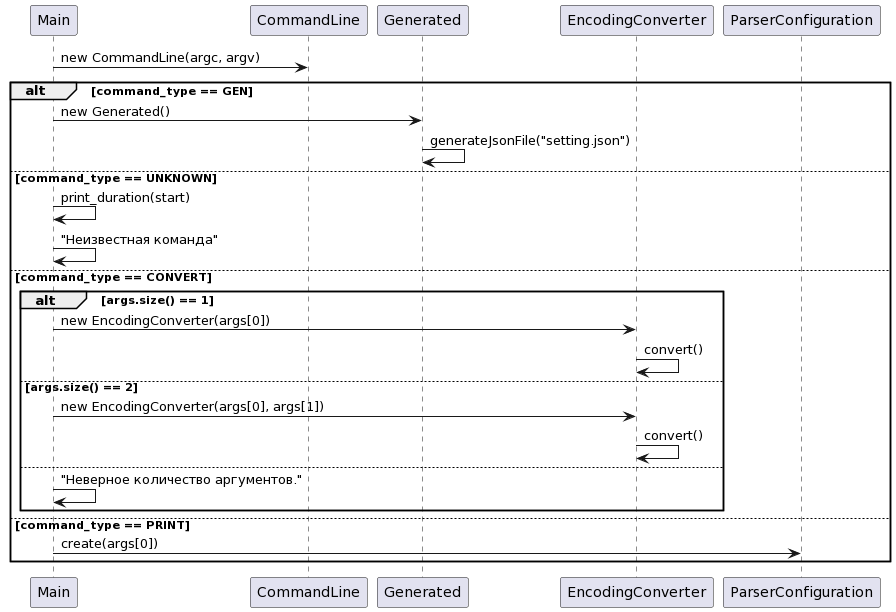 Main CommandLine Generated EncodingConverter ParserConfiguration
new CommandLine(argc, argv)
alt [command_type == GEN]
new Generated()
generateJsonFile("setting.json")
[command_type == UNKNOWN]
print_duration(start)
"Неизвестная команда"
[command_type == CONVERT]
alt [args.size() == 1]
new EncodingConverter(args[0])
convert()
[args.size() == 2]
new EncodingConverter(args[0], args[1])
convert()
"Неверное количество аргументов."
[command_type == PRINT]
create(args[0])
Main CommandLine Generated EncodingConverter ParserConfiguration